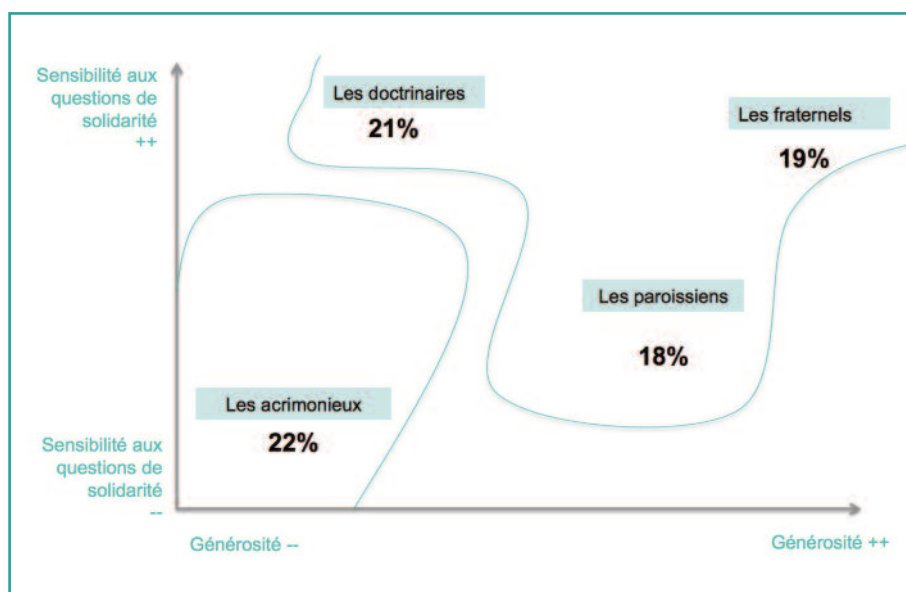 Sensibilité aux
questions de
solidarité
++
Les doctrinaires
21%
Les fraternels
19%
Les paroissiens
18%
Les acrimonieux
22%
Sensibilité aux
questions de
solidarité
--
Générosité --
Générosité ++